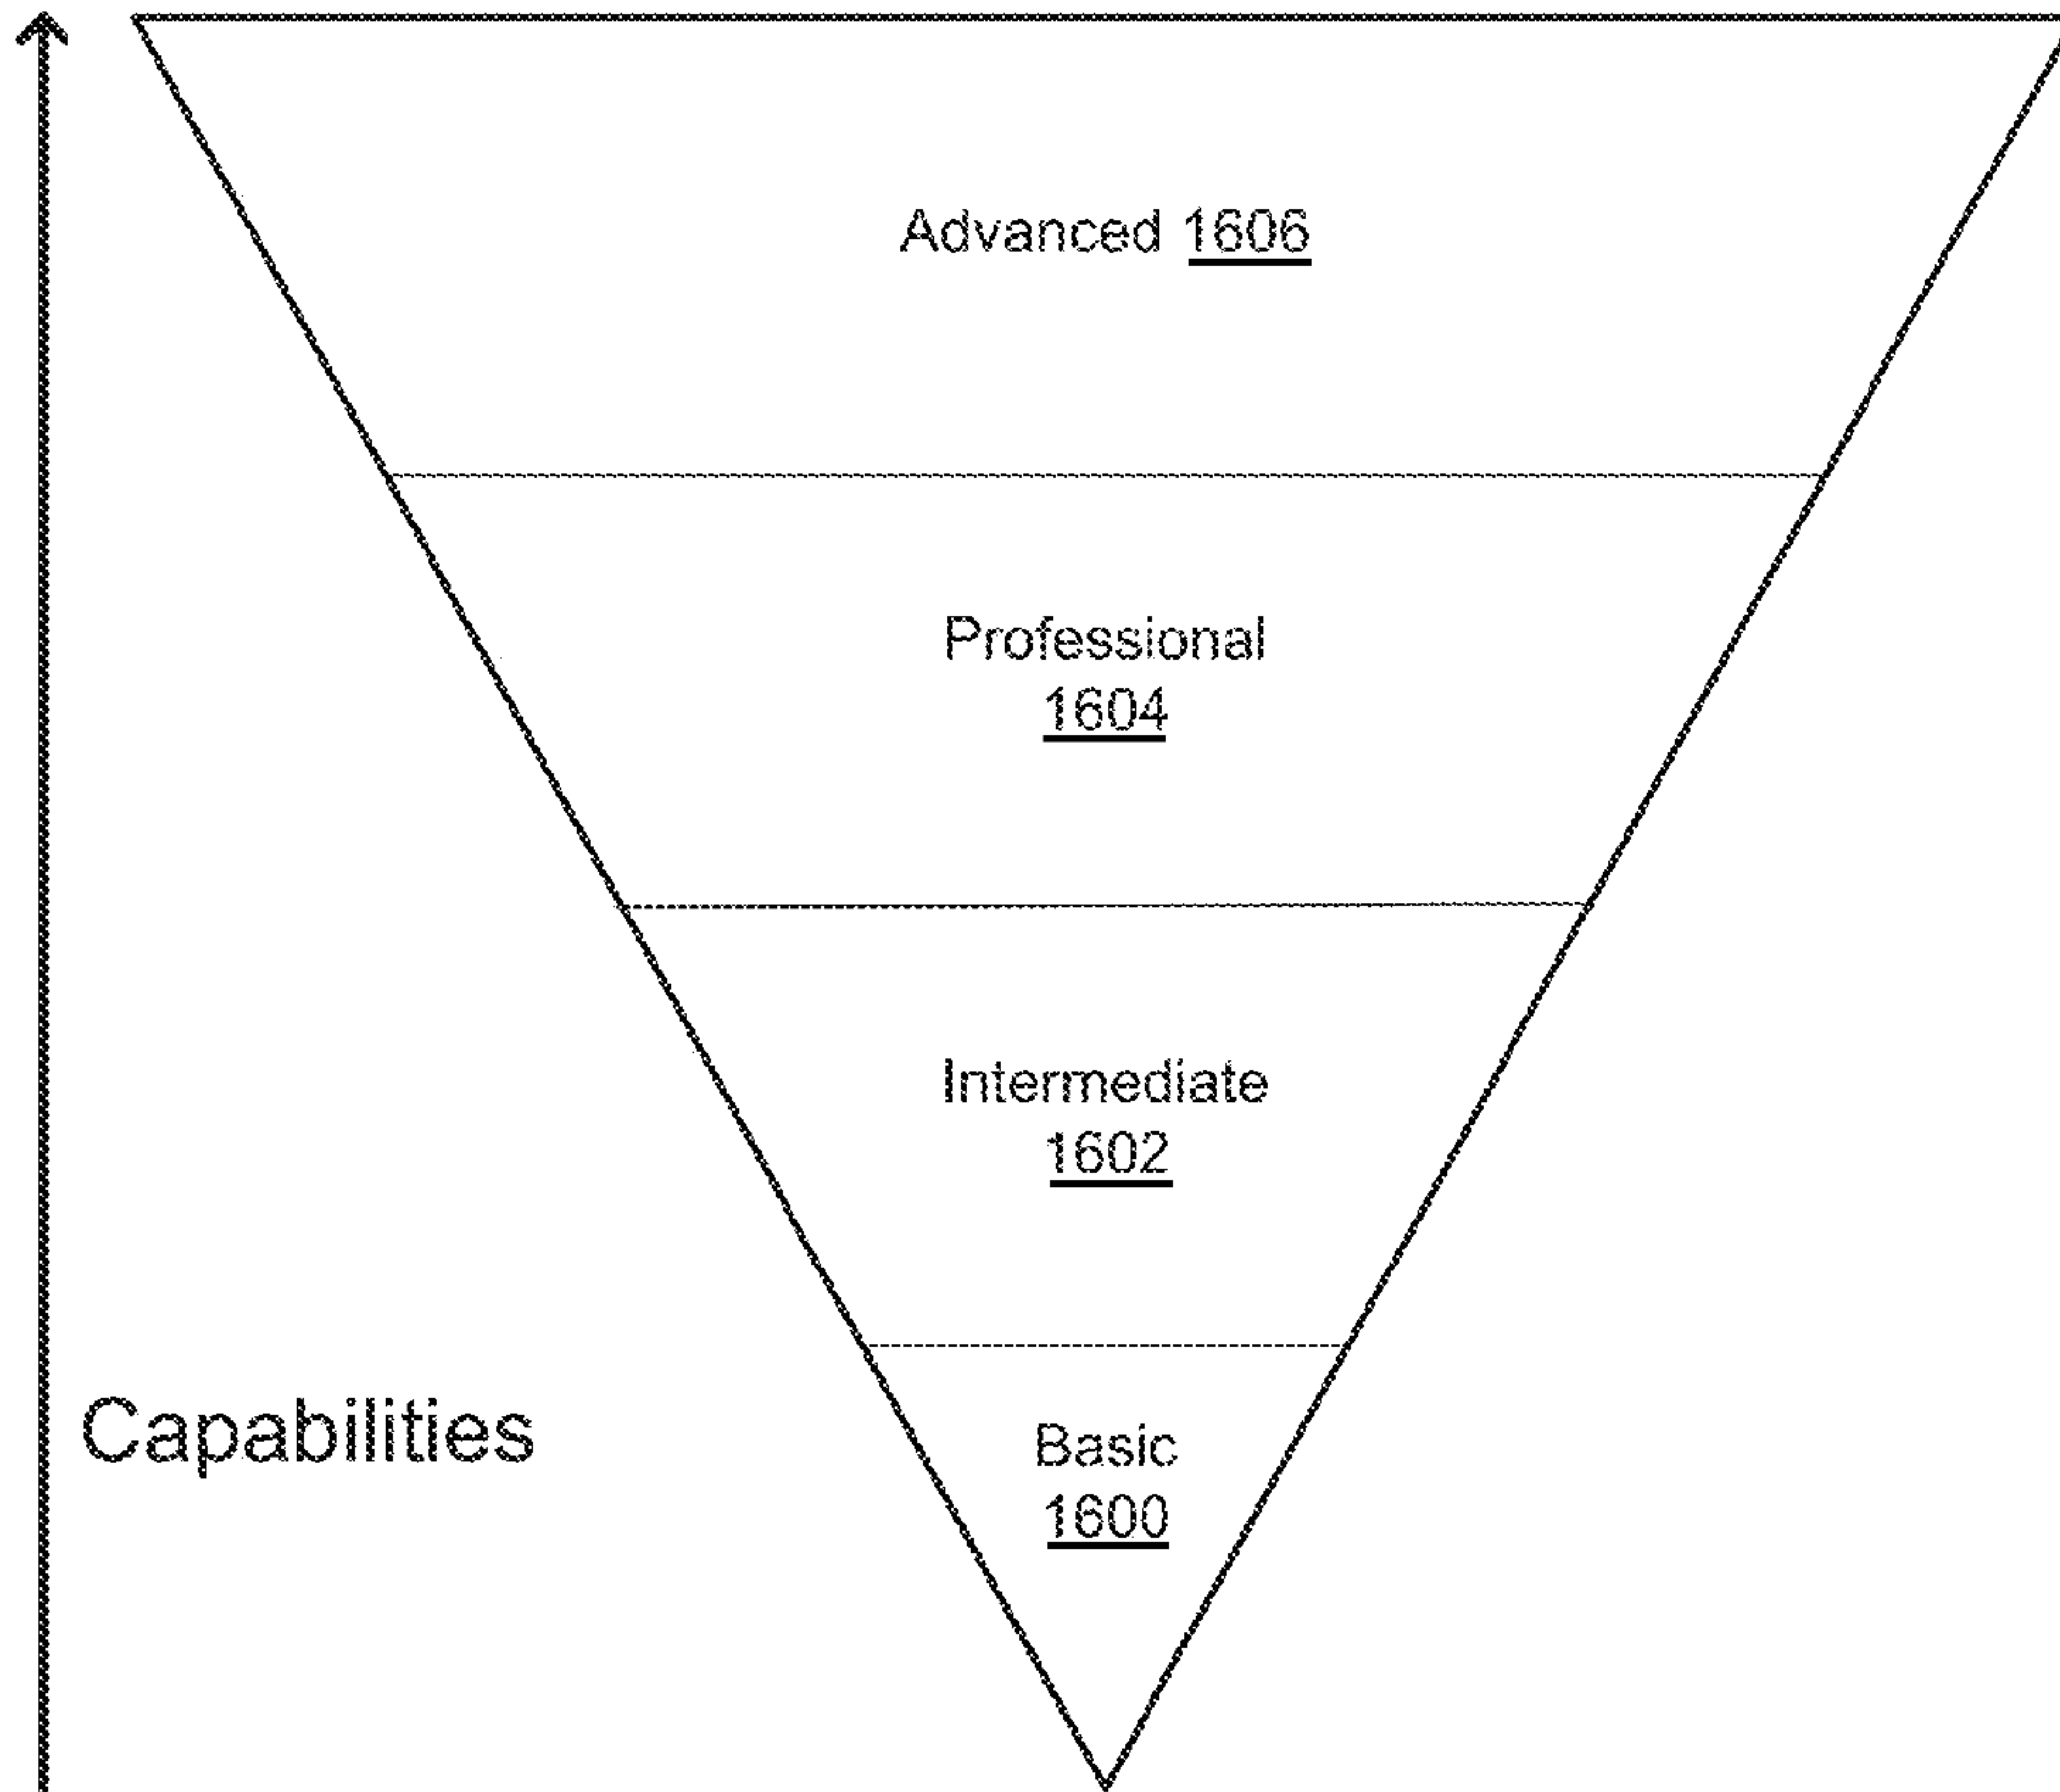 Advanced 1606
Professional
1604
Intermediate
1602
Capabilities
Basic
1600